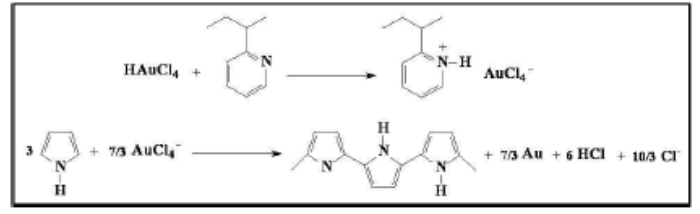 N
N
HAuCl₄ + + N–H AuCl₄⁻
3 N H + 7/3 AuCl₄⁻ N H N N H + 7/3 Au + 6 HCl + 10/3 Cl⁻